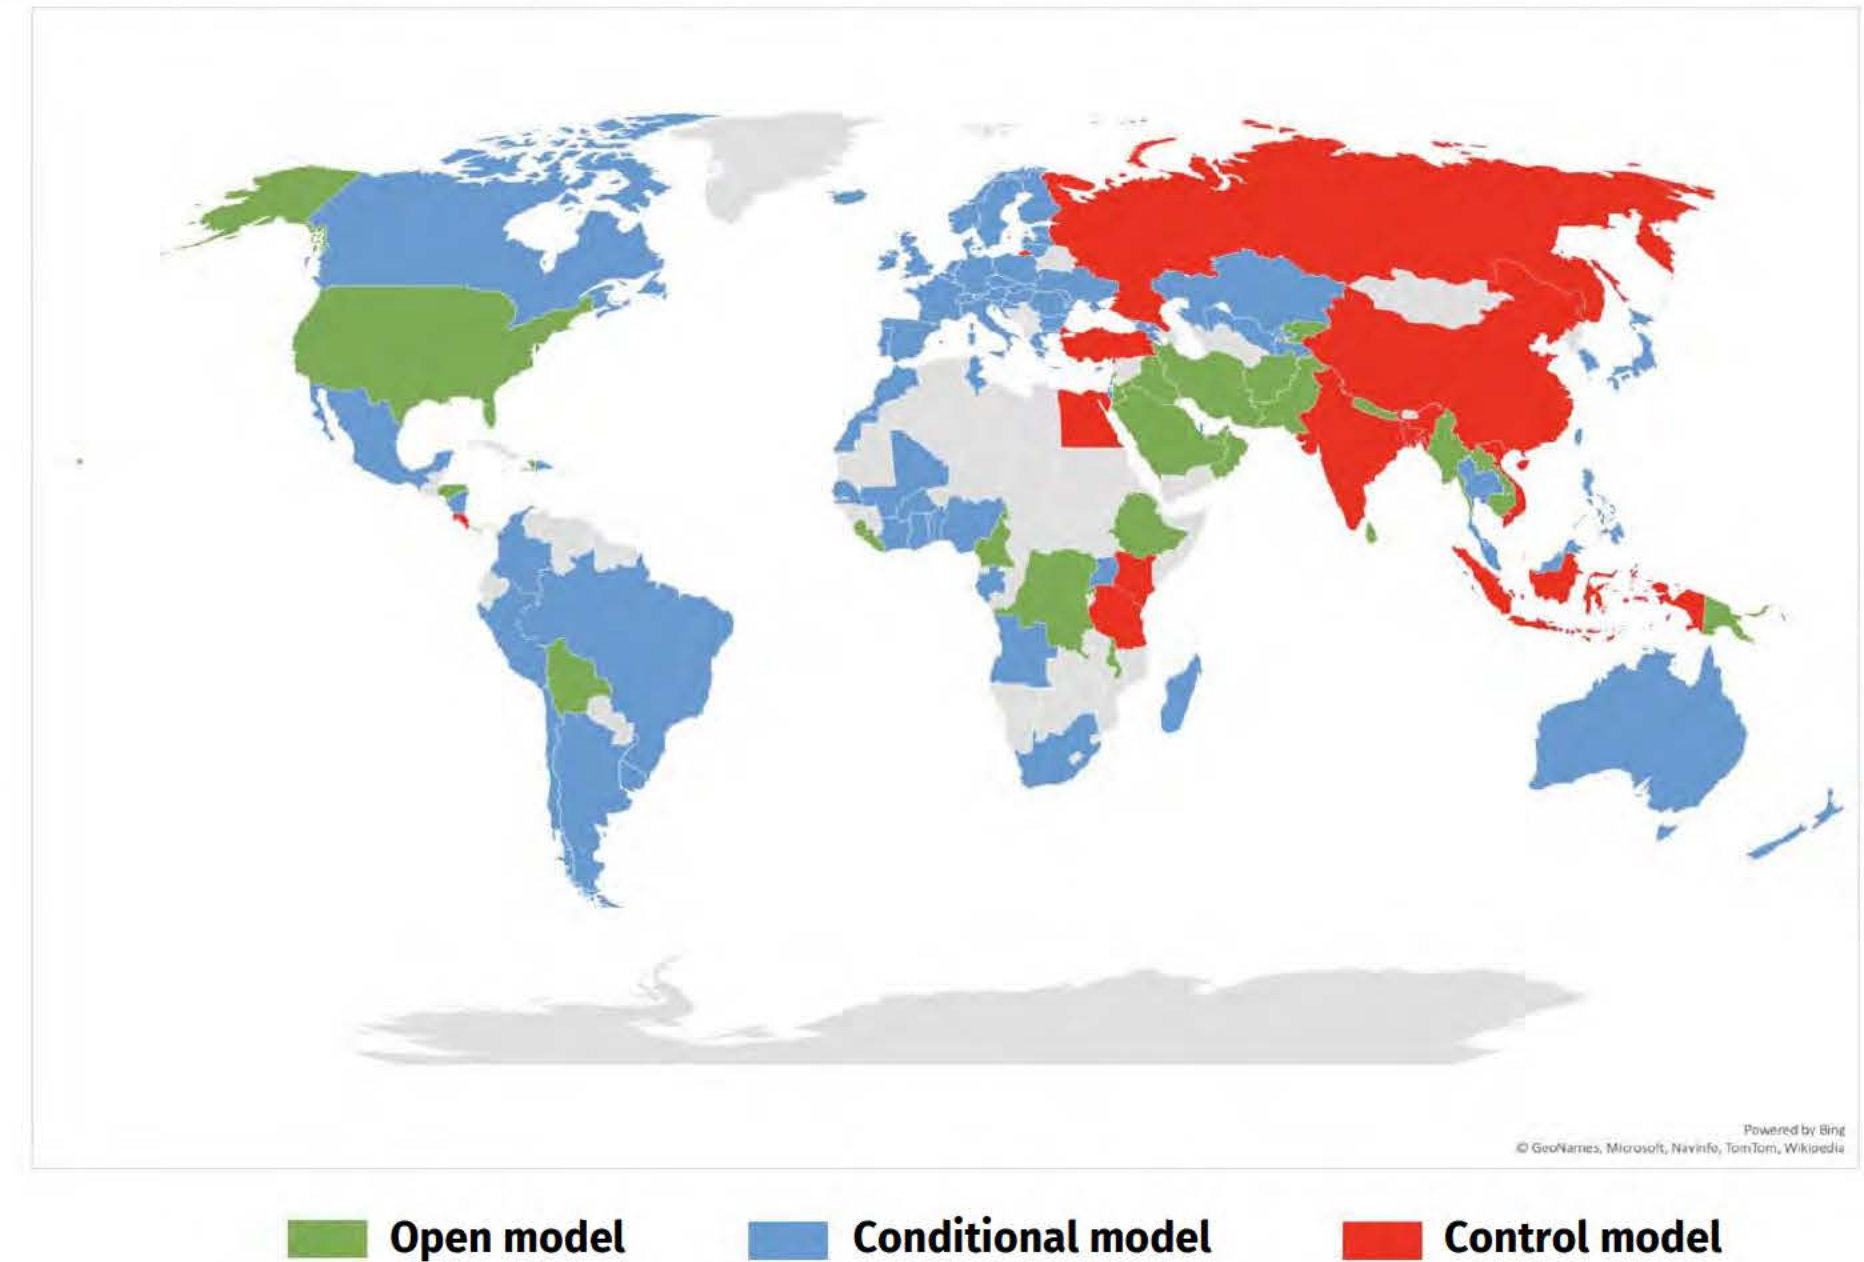 Powered by Bing
© GeoNames, Microsoft, Navinfo, TomTom, Wikipedia
Open model
Conditional model
Control model